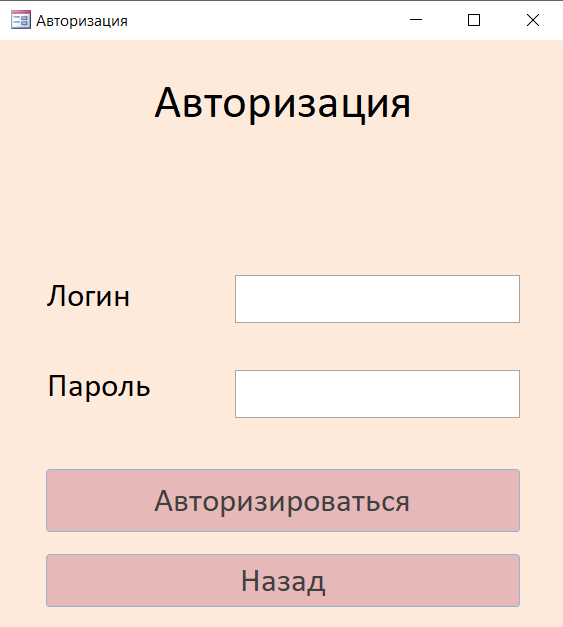 Авторизация
Авторизация
Логин
Пароль
Авторизироваться
Назад